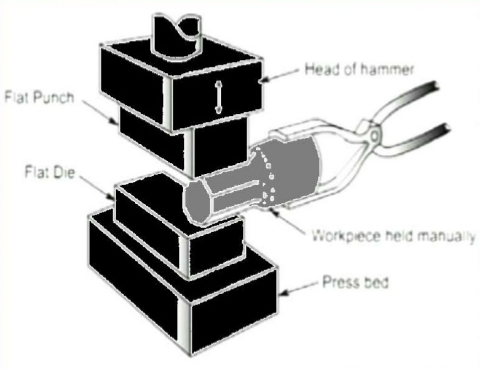 Head of hammer
Flat Punch
Flat Die
Workpiece held manually
Press bed